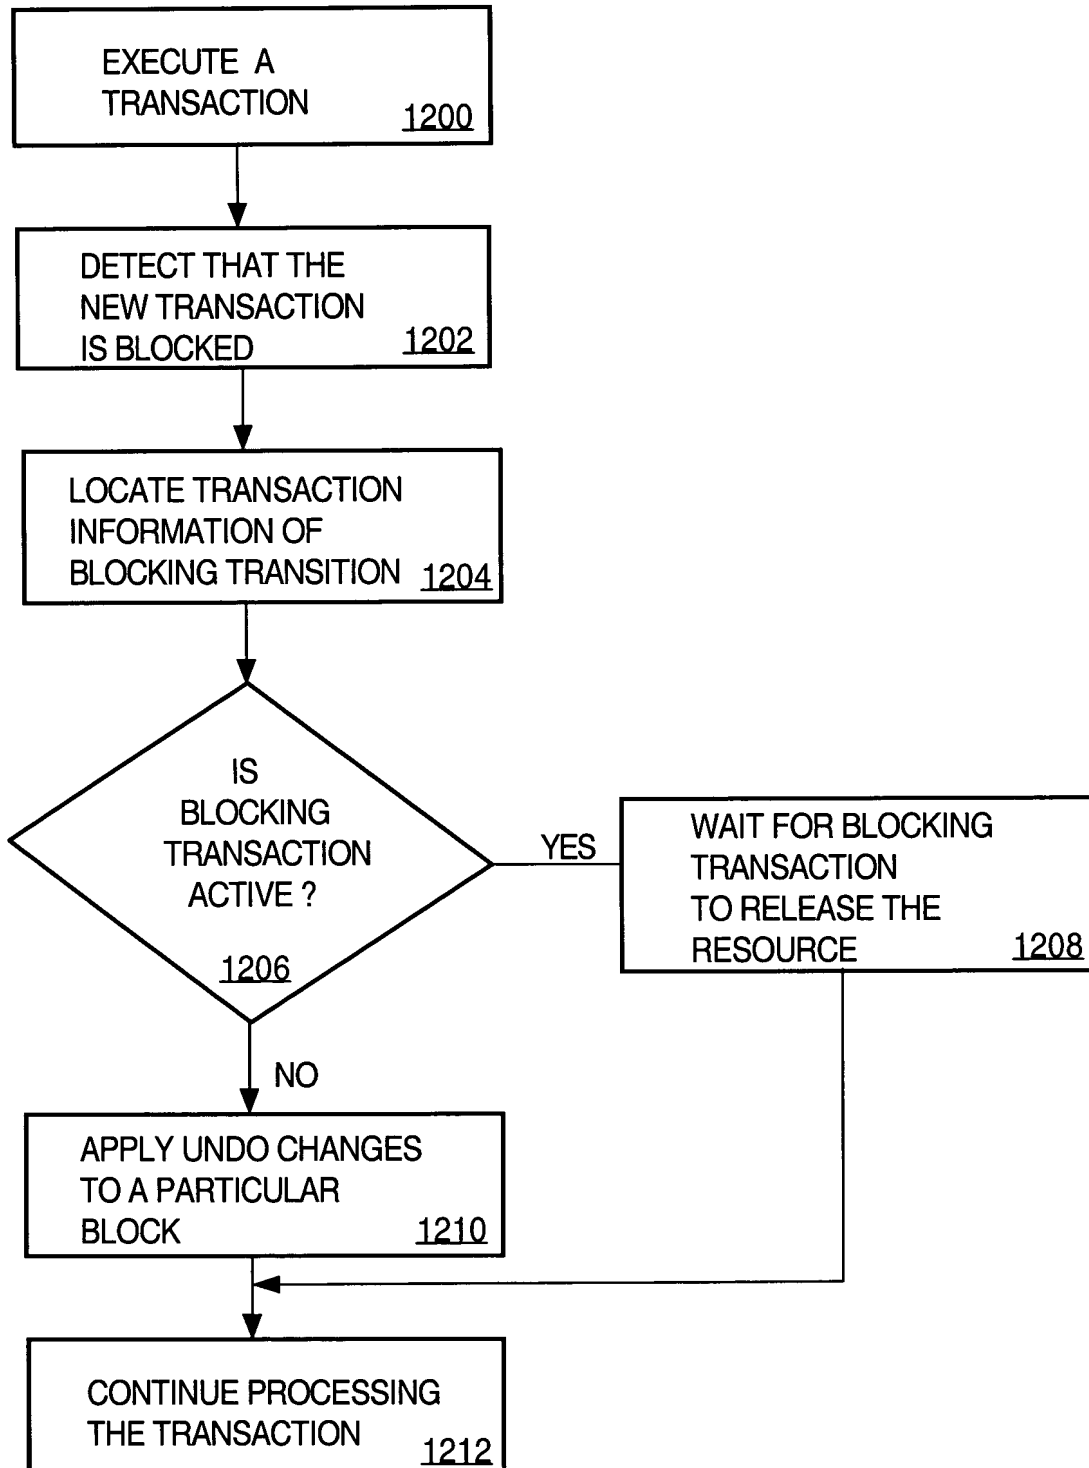 EXECUTE A
TRANSACTION
1200
DETECT THAT THE
NEW TRANSACTION
IS BLOCKED
1202
LOCATE TRANSACTION
INFORMATION OF
BLOCKING TRANSITION
1204
IS
BLOCKING
TRANSACTION
ACTIVE ?
1206
YES
WAIT FOR BLOCKING
TRANSACTION
TO RELEASE THE
RESOURCE
1208
NO
APPLY UNDO CHANGES
TO A PARTICULAR
BLOCK
1210
CONTINUE PROCESSING
THE TRANSACTION
1212